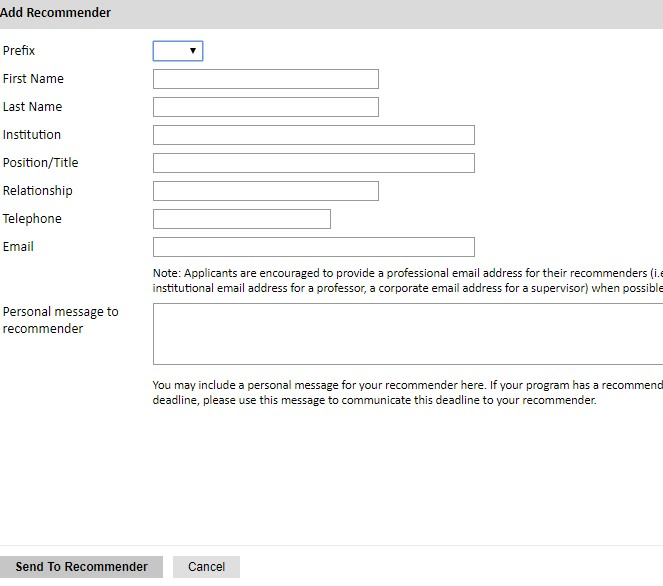 Add Recommender
Prefix
First Name
Last Name
Institution
Position/Title
Relationship
Telephone
Email
Note: Applicants are encouraged to provide a professional email address for their recommenders (i.e
institutional email address for a professor, a corporate email address for a supervisor) when possible
Personal message to
recommender
You may include a personal message for your recommender here. If your program has a recommend
deadline, please use this message to communicate this deadline to your recommender.
Send To Recommender Cancel